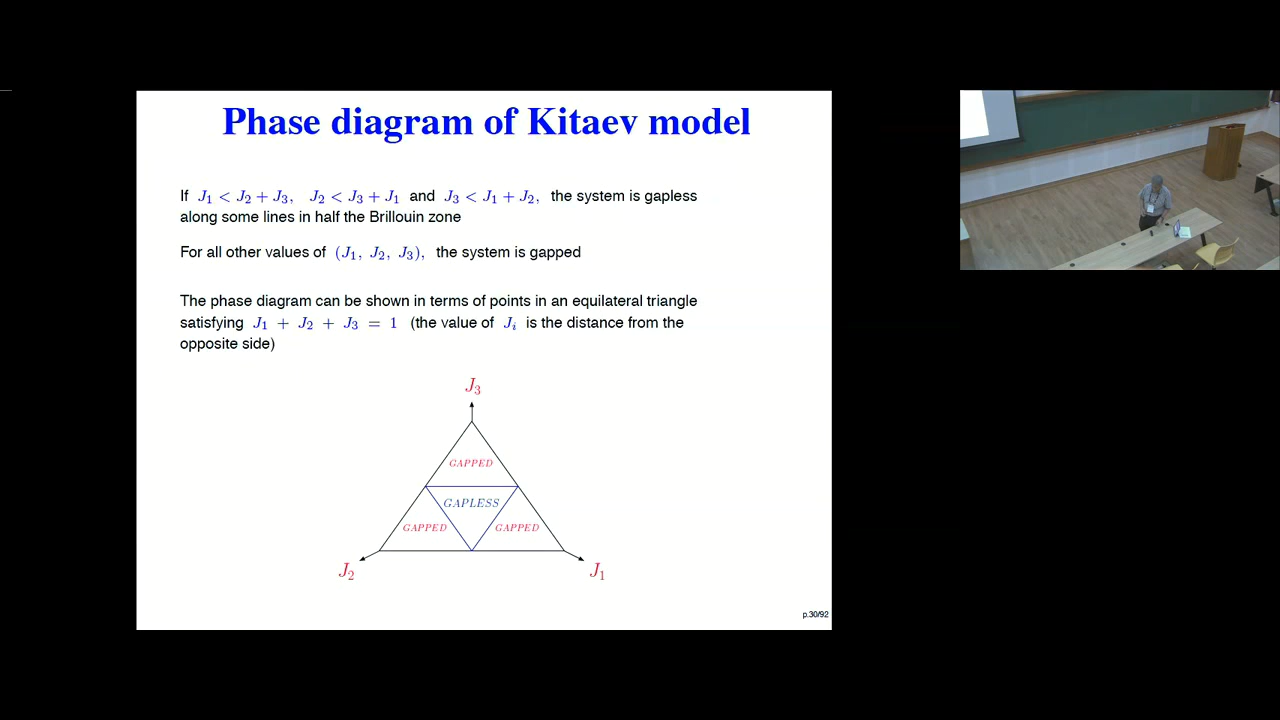 Phase diagram of Kitaev model
If J₁ < J₂ + J₃, J₂ < J₃ + J₁ and J₃ < J₁ + J₂, the system is gapless
along some lines in half the Brillouin zone
For all other values of (J₁, J₂, J₃), the system is gapped
The phase diagram can be shown in terms of points in an equilateral triangle
satisfying J₁ + J₂ + J₃ = 1 (the value of Jᵢ is the distance from the
opposite side)
J₃
GAPPED
GAPLESS
GAPPED GAPPED
J₂ J₁
p.30/92